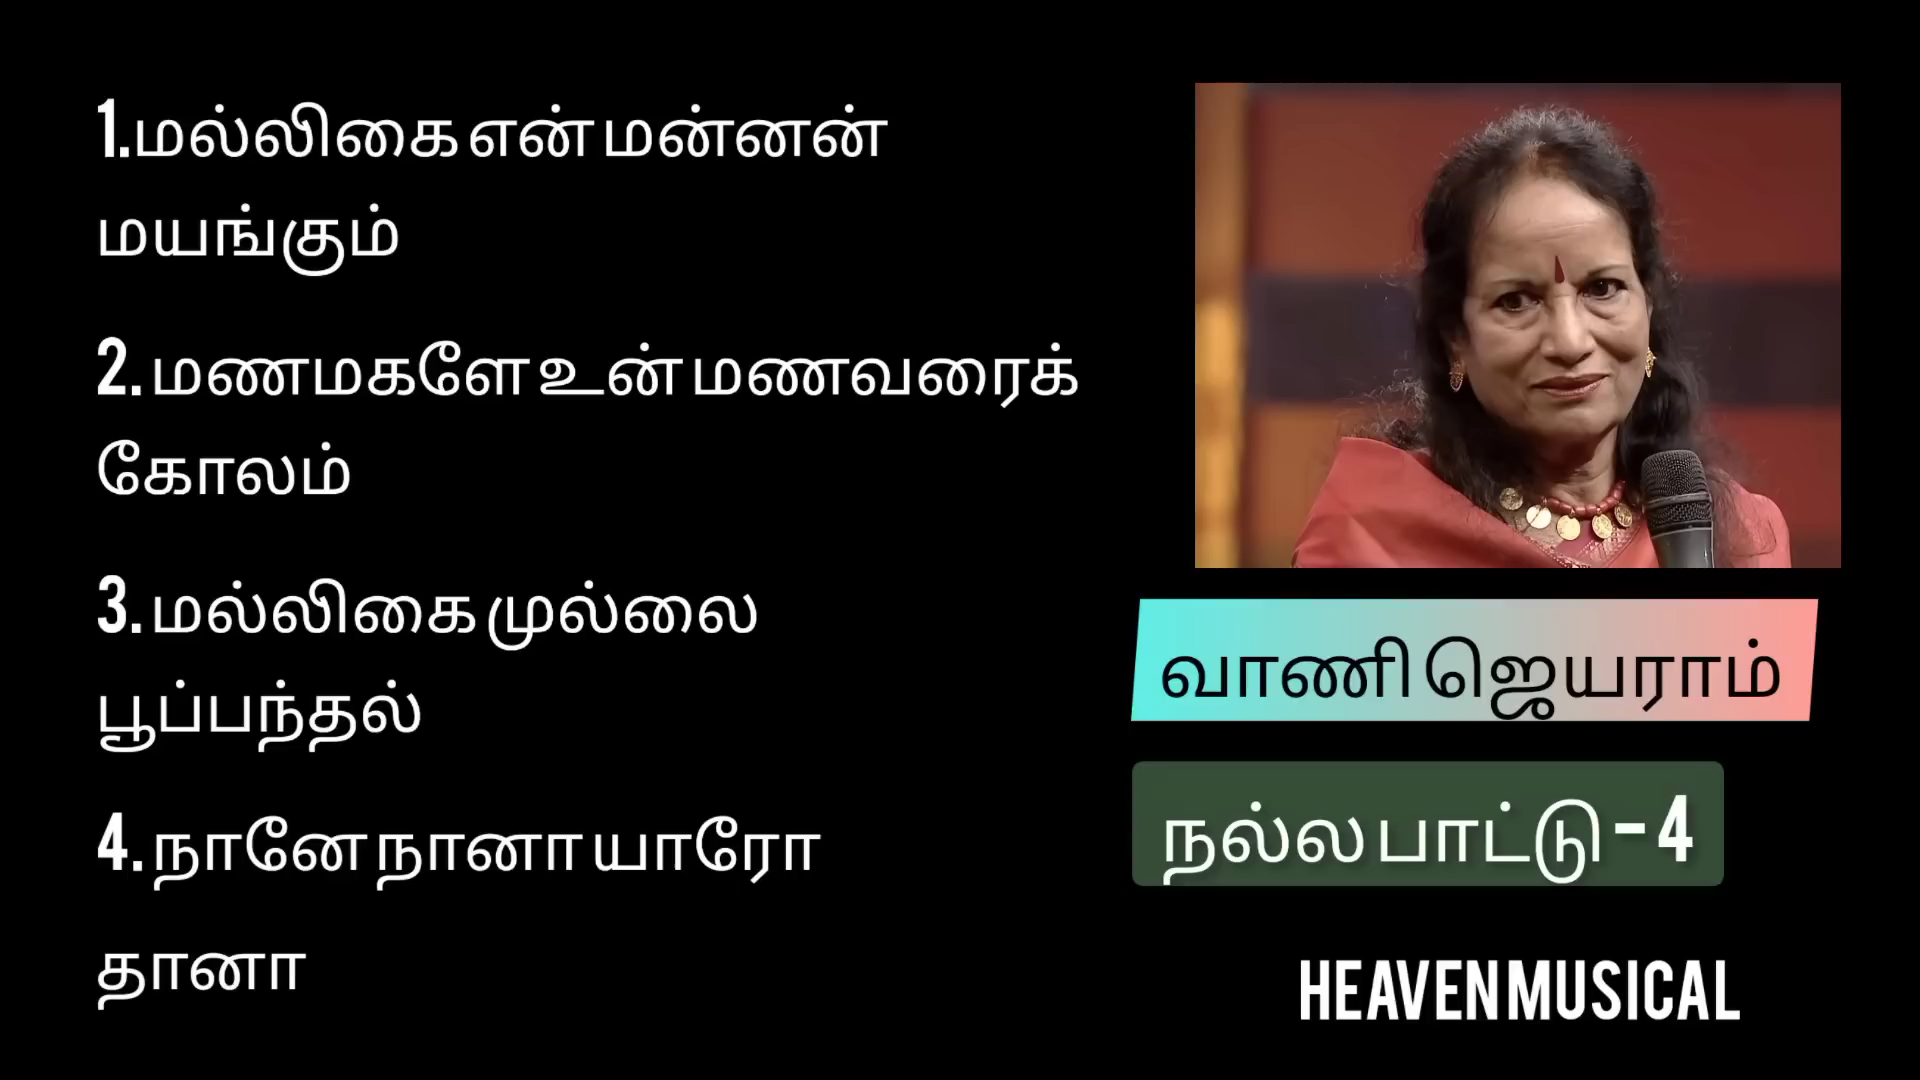 1.மல்லிகை என் மன்னன்
மயங்கும்
2. மணமகளே உன் மணவரைக்
கோலம்
3. மல்லிகை முல்லை
பூப்பந்தல்
4. நானே நானா யாரோ
தானா
வாணி ஜெயராம்
நல்ல பாட்டு - 4
HEAVEN MUSICAL